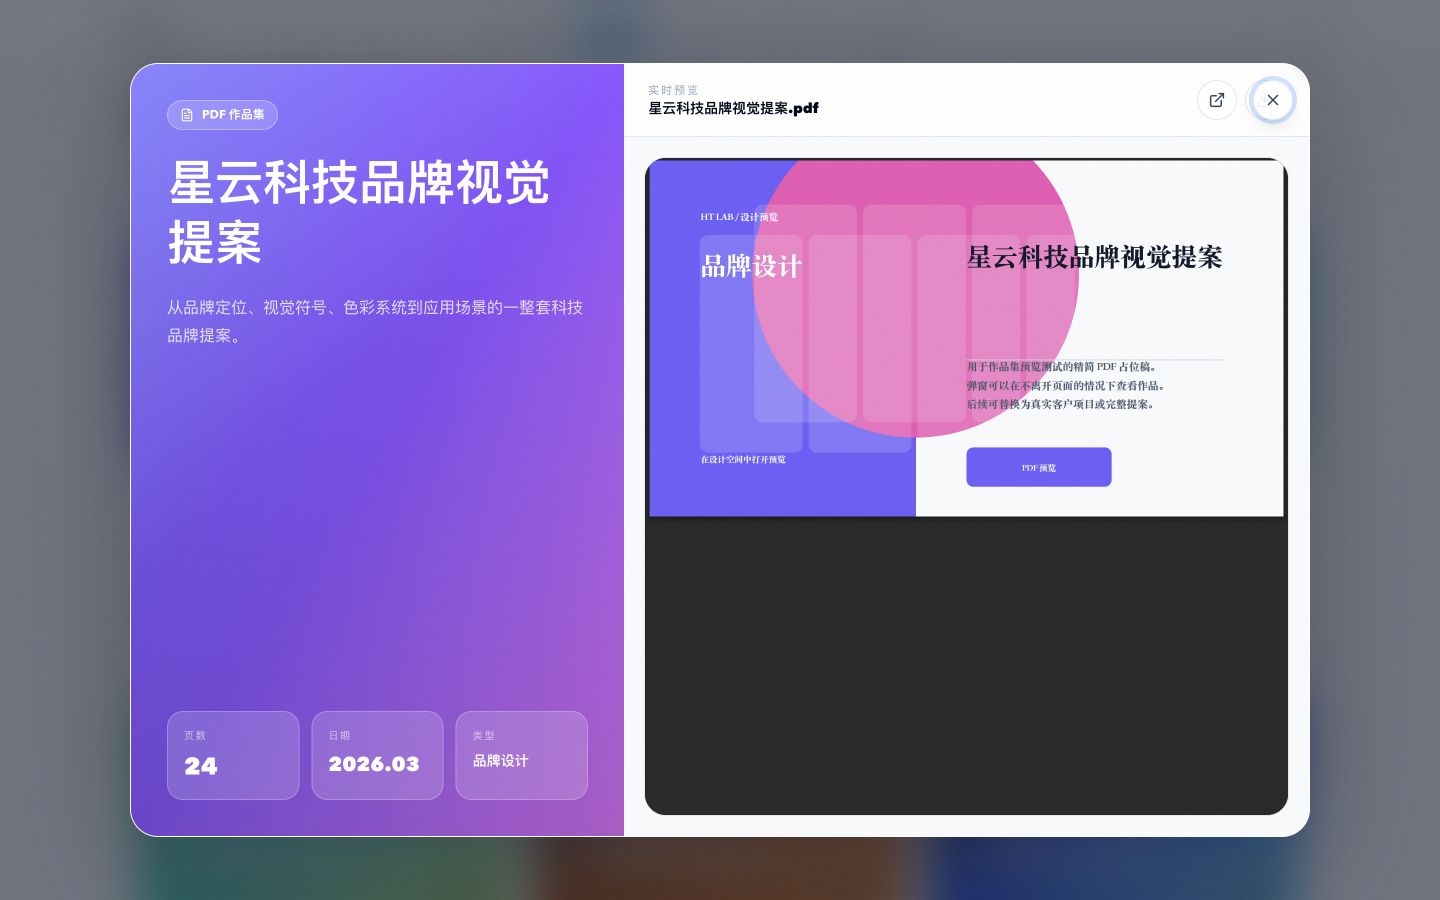 PDF 作品集
星云科技品牌视觉
提案
从品牌定位、视觉符号、色彩系统到应用场景的一整套科技
品牌提案。
页数
24
日期
2026.03
类型
品牌设计
实时预览
星云科技品牌视觉提案.pdf
HT LAB / 设计预览
品牌设计
在设计空间中打开预览
星云科技品牌视觉提案
用于作品集预览测试的精简 PDF 占位稿。
弹窗可以在不离开页面的情况下查看作品。
后续可替换为真实客户项目或完整提案。
PDF 预览